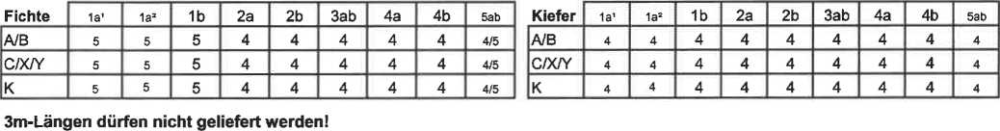 Fichte 1a¹ 1a² 1b 2a 2b 3ab 4a 4b 5ab
A/B 5 5 5 4 4 4 4 4 4/5
C/X/Y 5 5 5 4 4 4 4 4 4/5
K 5 5 5 4 4 4 4 4 4/5
Kiefer 1a¹ 1a² 1b 2a 2b 3ab 4a 4b 5ab
A/B 4 4 4 4 4 4 4 4 4
C/X/Y 4 4 4 4 4 4 4 4 4
K 4 4 4 4 4 4 4 4 4
3m-Längen dürfen nicht geliefert werden!